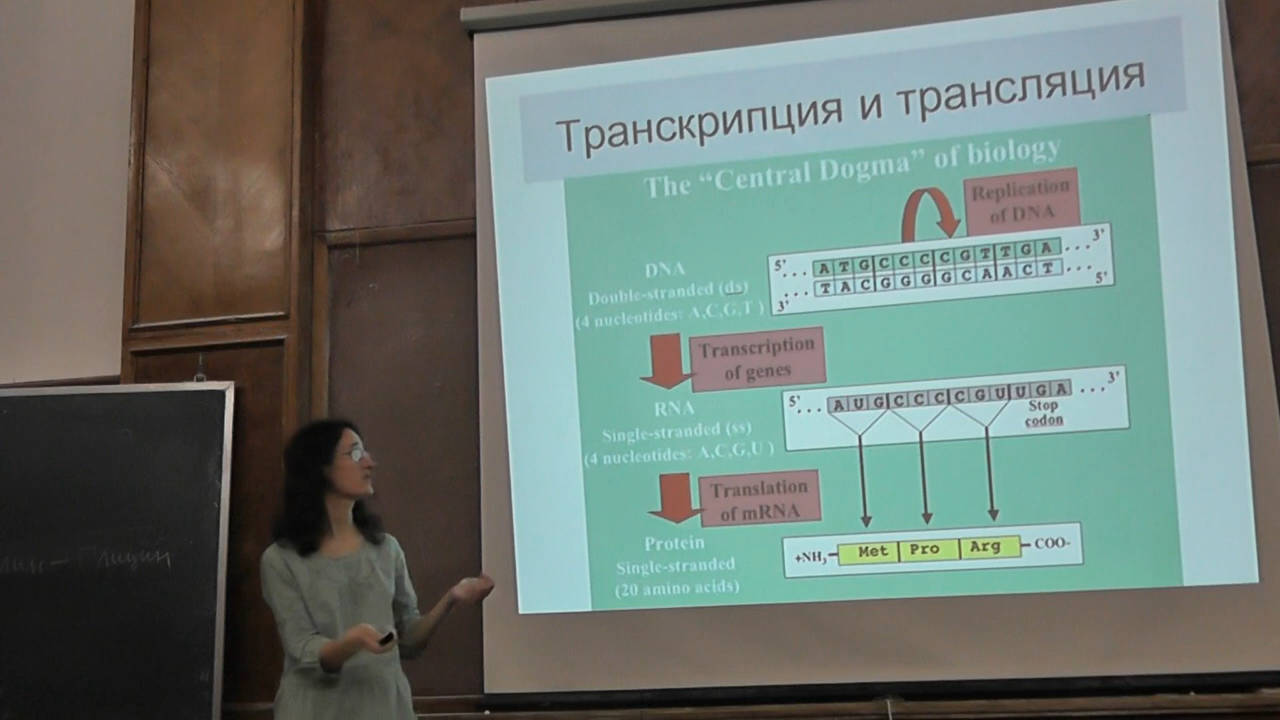 Транскрипция и трансляция
The “Central Dogma” of biology
Replication
of DNA
DNA
Double-stranded (ds)
(4 nucleotides: A,C,G,T )
5' ... A T G C C C C G T T G A ... 3'
3' ... T A C G G G G C A A C T ... 5'
Transcription
of genes
RNA
Single-stranded (ss)
(4 nucleotides: A,C,G,U )
5' ... A U G C C C C G U U G A ... 3'
Stop
codon
Translation
of mRNA
Protein
Single-stranded
(20 amino acids)
+NH3- Met Pro Arg -COO-
Глицин